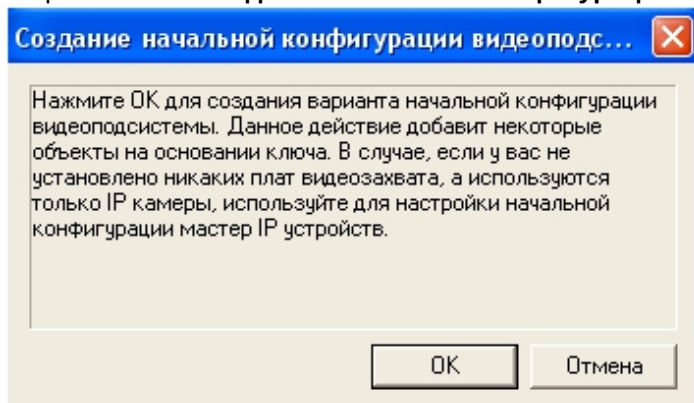 Создание начальной конфигурации видеоподс...
Нажмите ОК для создания варианта начальной конфигурации
видеоподсистемы. Данное действие добавит некоторые
объекты на основании ключа. В случае, если у вас не
установлено никаких плат видеозахвата, а используются
только IP камеры, используйте для настройки начальной
конфигурации мастер IP устройств.
ОК
Отмена